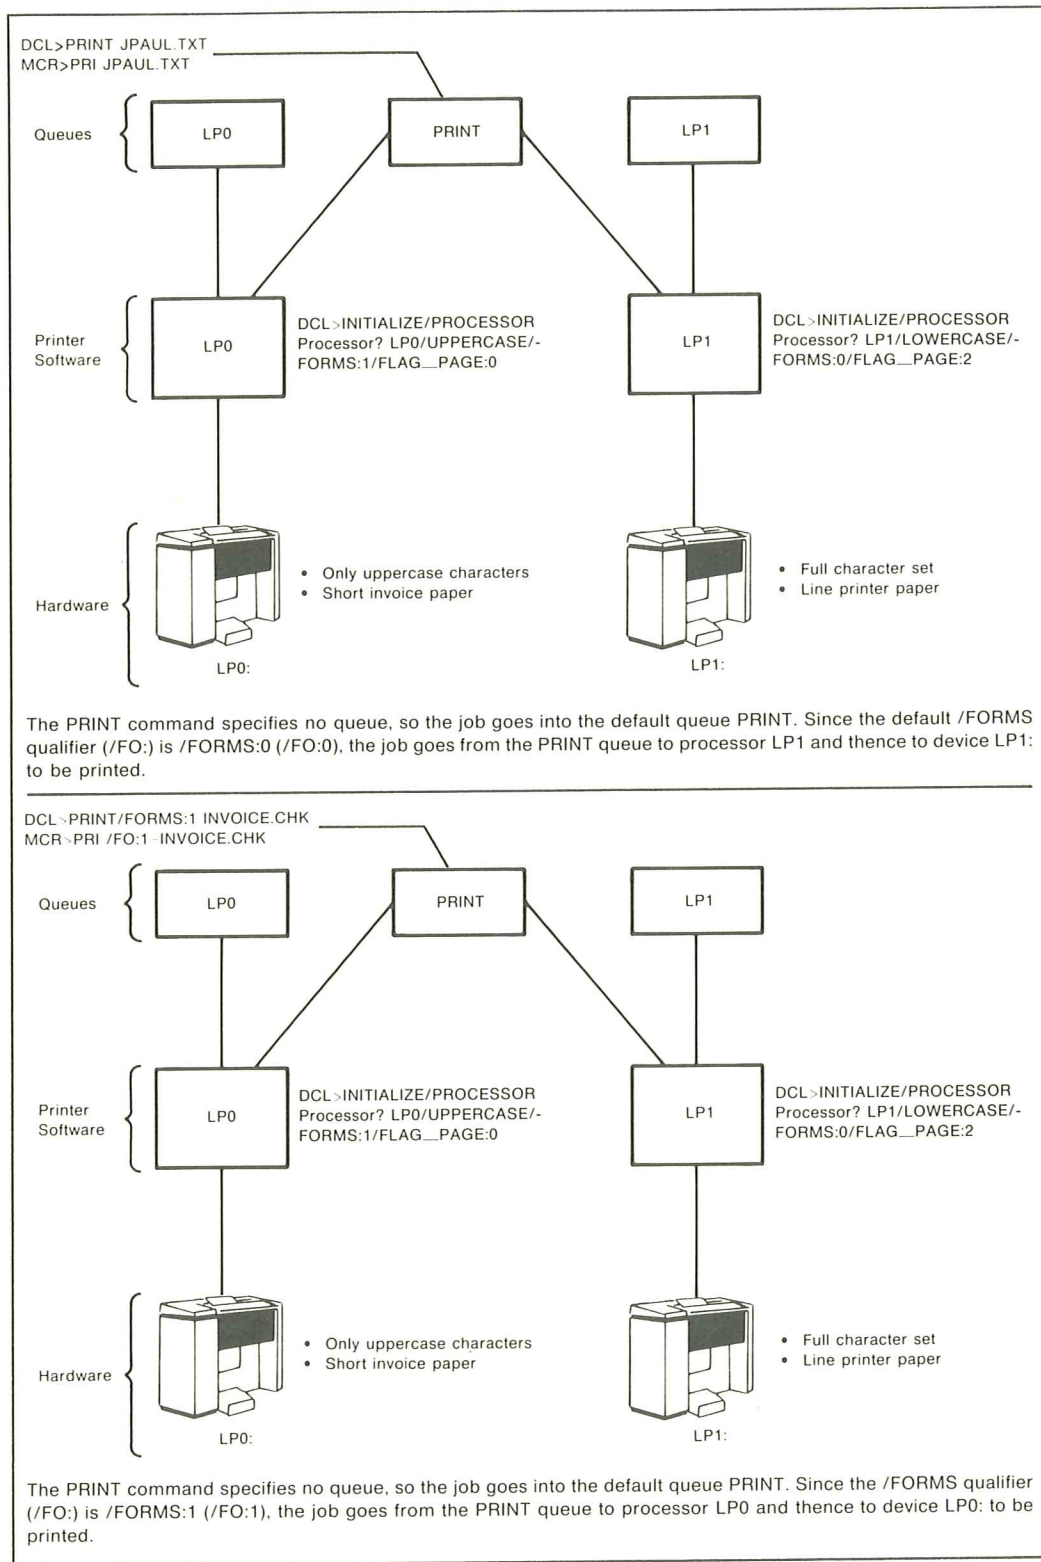 DCL>PRINT JPAUL.TXT
MCR>PRI JPAUL.TXT
Queues
LP0
PRINT
LP1
Printer
Software
LP0
DCL>INITIALIZE/PROCESSOR
Processor? LP0/UPPERCASE/-
FORMS:1/FLAG__PAGE:0
LP1
DCL>INITIALIZE/PROCESSOR
Processor? LP1/LOWERCASE/-
FORMS:0/FLAG__PAGE:2
Hardware
• Only uppercase characters
• Short invoice paper
LP0:
• Full character set
• Line printer paper
LP1:
The PRINT command specifies no queue, so the job goes into the default queue PRINT. Since the default /FORMS
qualifier (/FO:) is /FORMS:0 (/FO:0), the job goes from the PRINT queue to processor LP1 and thence to device LP1:
to be printed.
DCL>PRINT/FORMS:1 INVOICE.CHK
MCR>PRI /FO:1 INVOICE.CHK
Queues
LP0
PRINT
LP1
Printer
Software
LP0
DCL>INITIALIZE/PROCESSOR
Processor? LP0/UPPERCASE/-
FORMS:1/FLAG__PAGE:0
LP1
DCL>INITIALIZE/PROCESSOR
Processor? LP1/LOWERCASE/-
FORMS:0/FLAG__PAGE:2
Hardware
• Only uppercase characters
• Short invoice paper
LP0:
• Full character set
• Line printer paper
LP1:
The PRINT command specifies no queue, so the job goes into the default queue PRINT. Since the /FORMS qualifier
(/FO:) is /FORMS:1 (/FO:1), the job goes from the PRINT queue to processor LP0 and thence to device LP0: to be
printed.